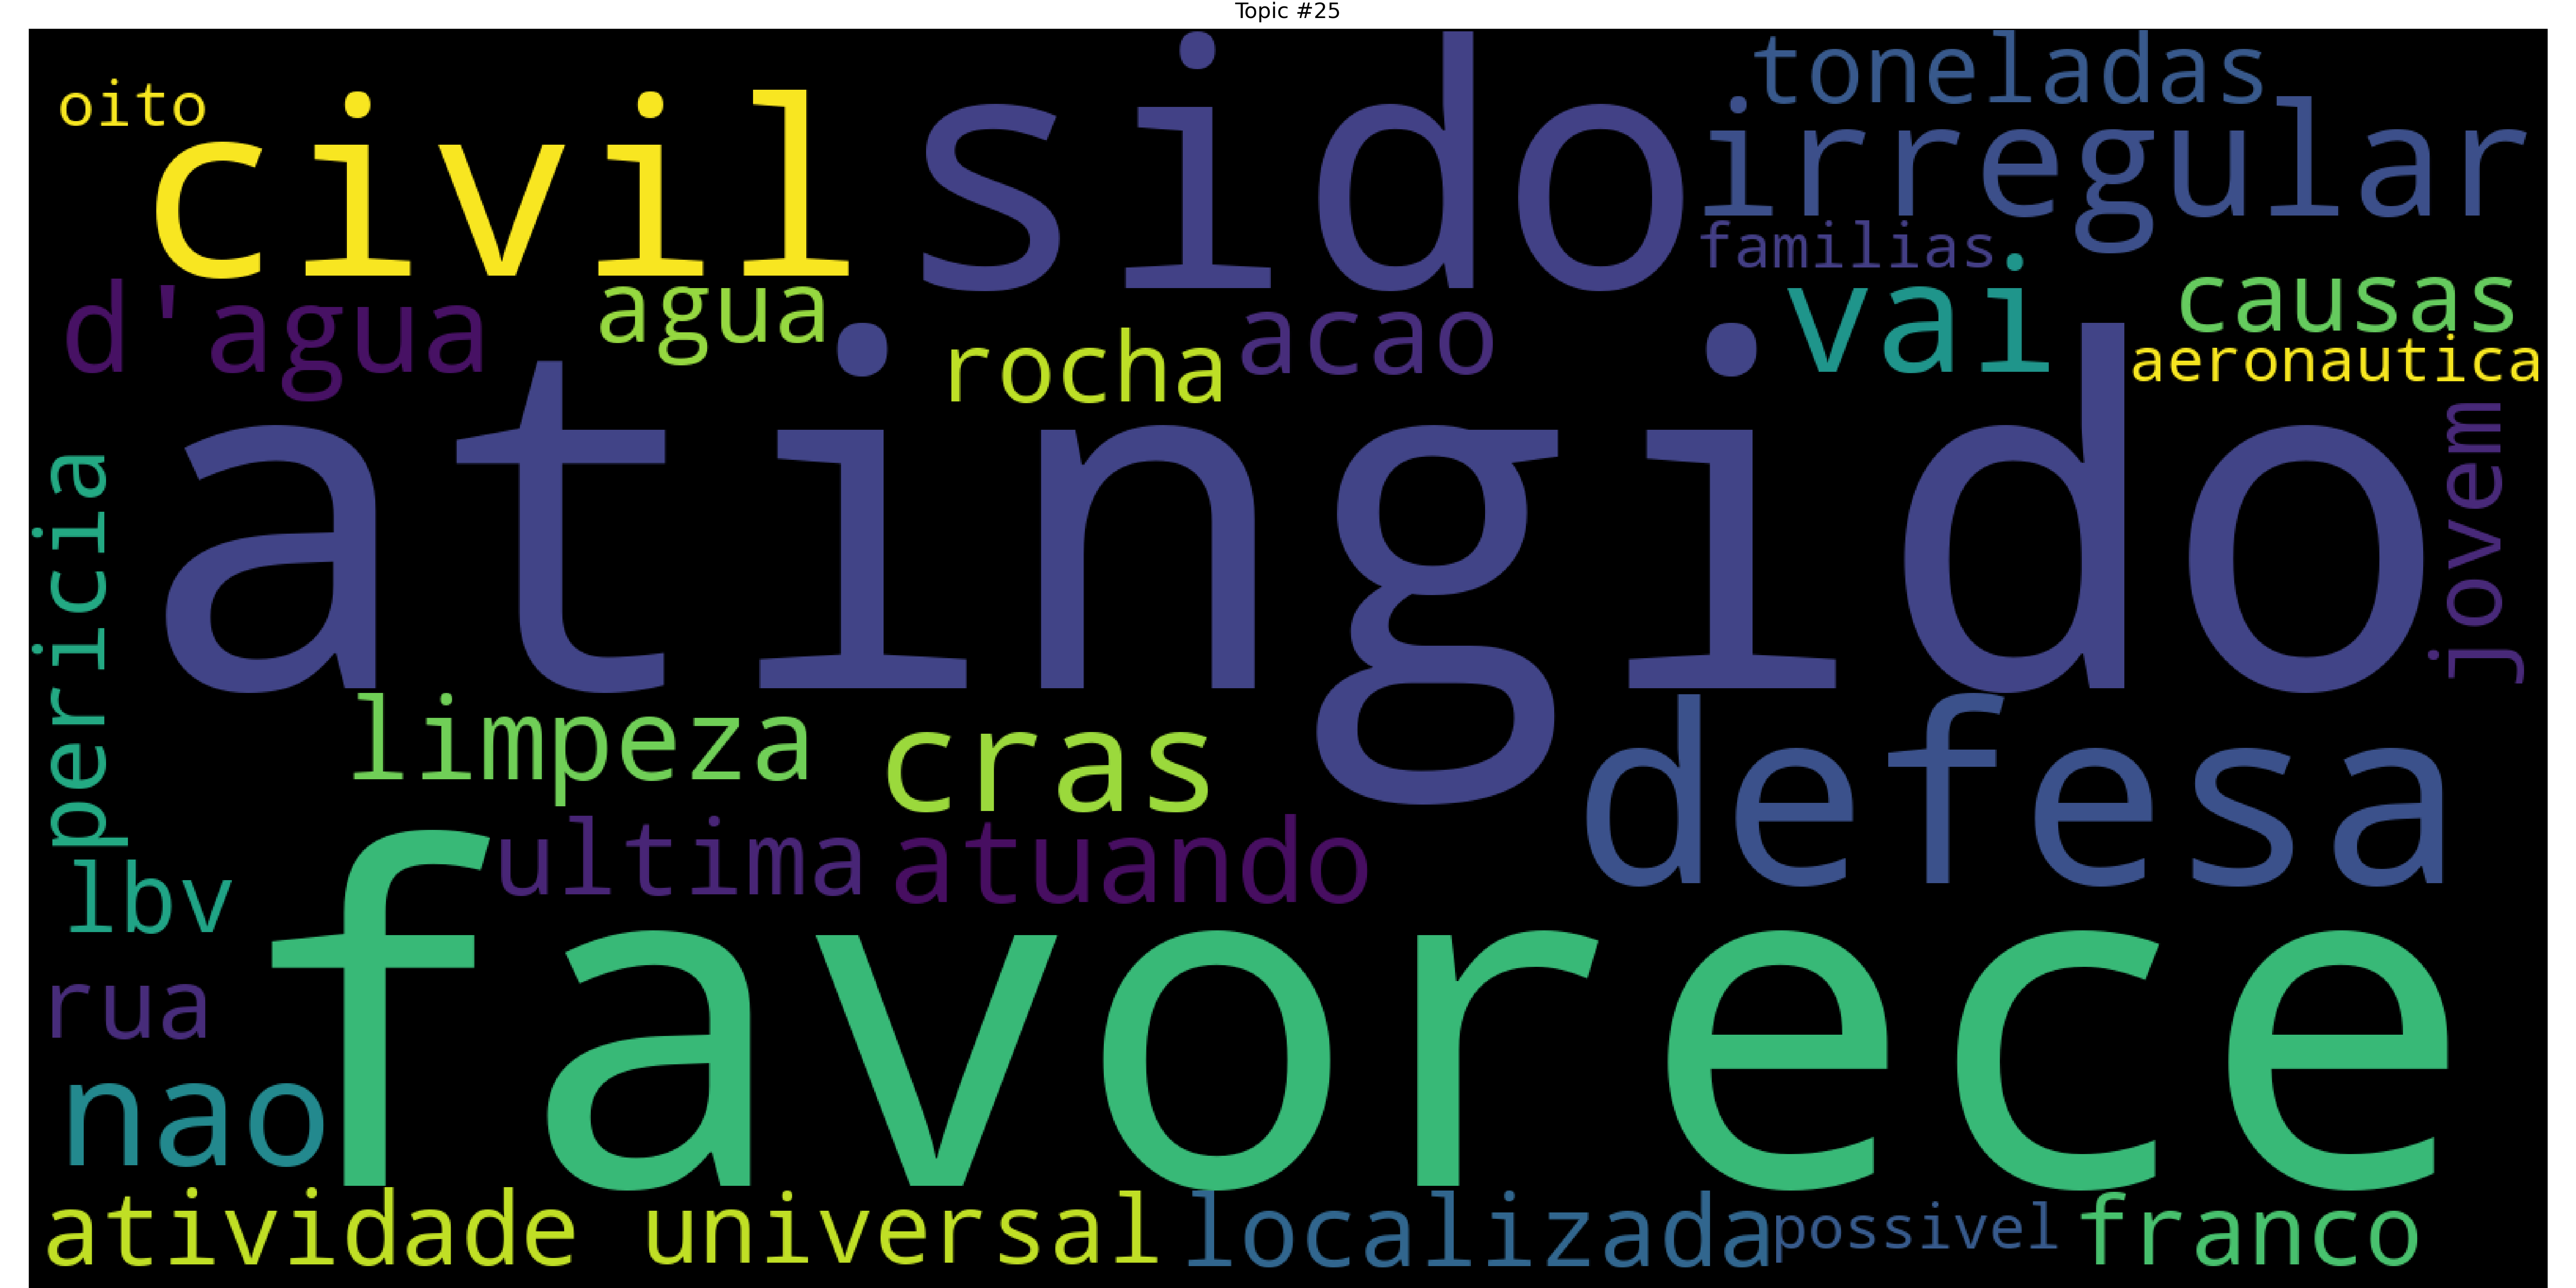 Topic #25
oito
civil
sido
toneladas
irregular
familias
d'agua
agua
rocha
acao
vai
causas
aeronautica
atingido
pericia
jovem
limpeza
cras
defesa
ultima
atuando
lbv
favorece
rua
nao
atividade
universal
localizada
possivel
franco